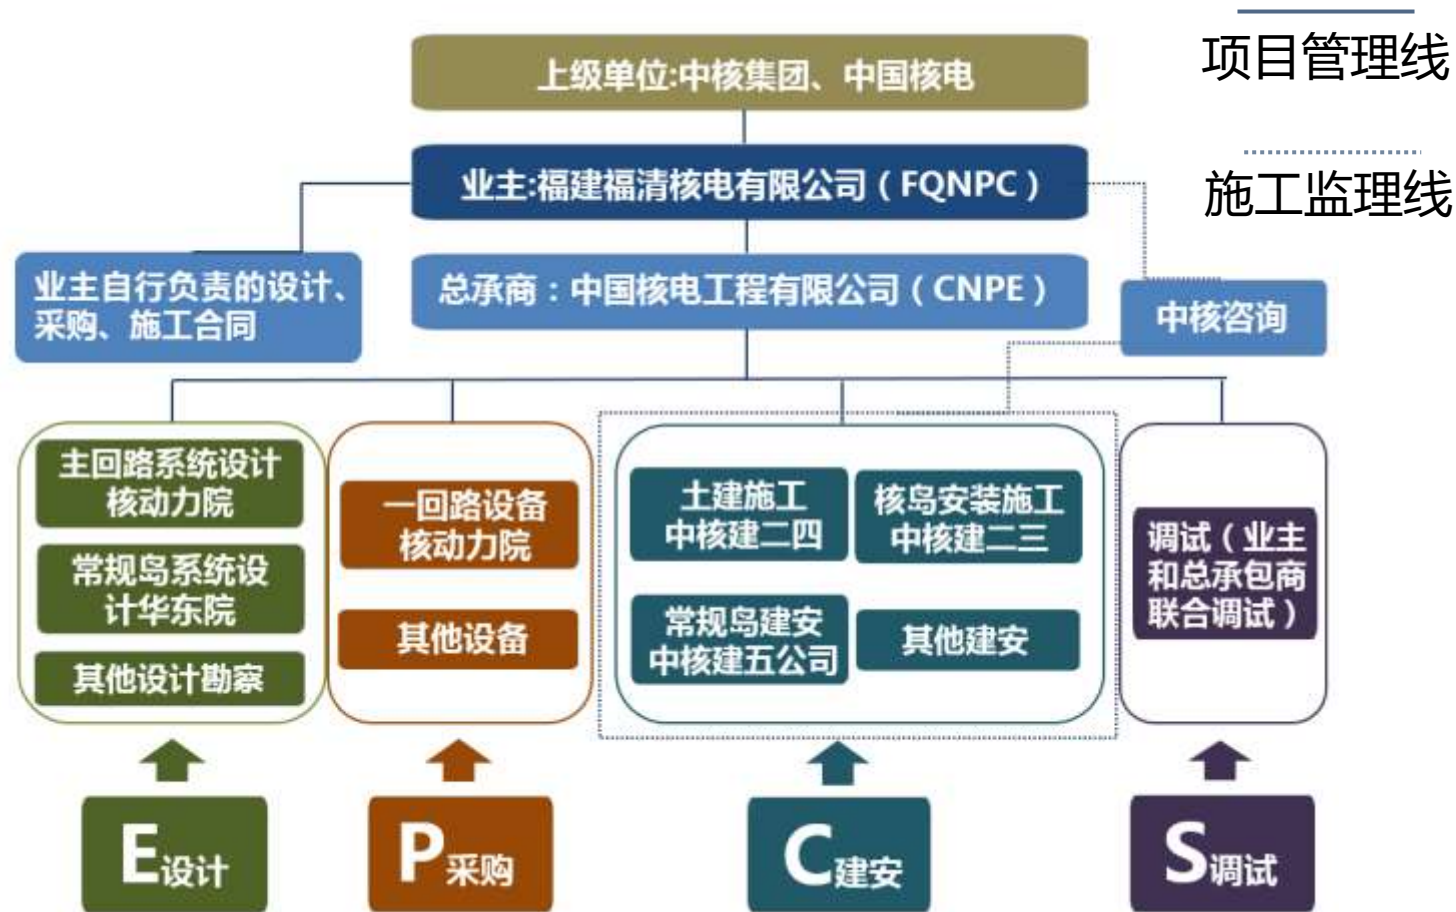 项目管理线
施工监理线
上级单位:中核集团、中国核电
业主:福建福清核电有限公司（FQNPC）
业主自行负责的设计、
采购、施工合同
总承商：中国核电工程有限公司（CNPE）
中核咨询
主回路系统设计
核动力院
常规岛系统设
计华东院
其他设计勘察
一回路设备
核动力院
其他设备
土建施工
中核建二四
核岛安装施工
中核建二三
常规岛建安
中核建五公司
其他建安
调试（业主
和总承包商
联合调试）
E设计
P采购
C建安
S调试